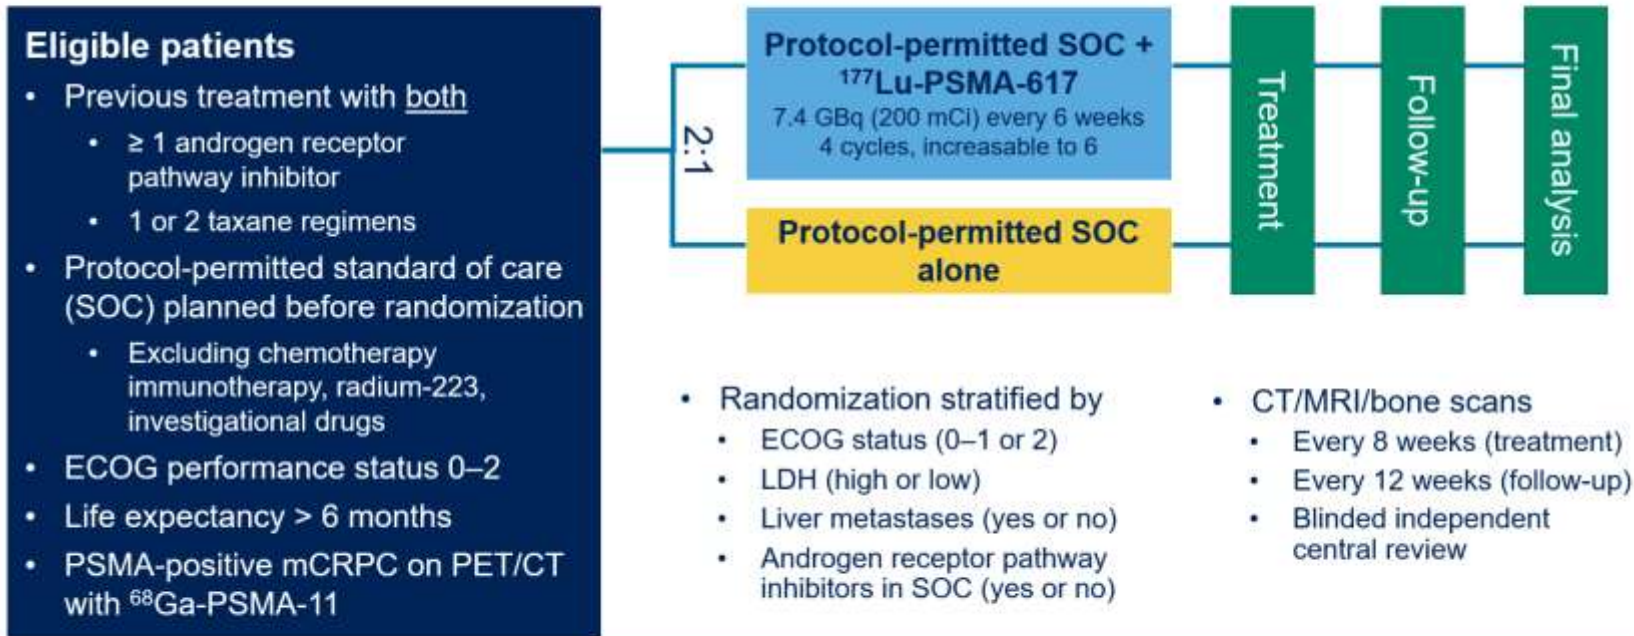 Eligible patients
• Previous treatment with both
• ≥ 1 androgen receptor
pathway inhibitor
• 1 or 2 taxane regimens
• Protocol-permitted standard of care
(SOC) planned before randomization
• Excluding chemotherapy
immunotherapy, radium-223,
investigational drugs
• ECOG performance status 0–2
• Life expectancy > 6 months
• PSMA-positive mCRPC on PET/CT
with ⁶⁸Ga-PSMA-11
2:1
Protocol-permitted SOC +
¹⁷⁷Lu-PSMA-617
7.4 GBq (200 mCi) every 6 weeks
4 cycles, increasable to 6
Protocol-permitted SOC
alone
Treatment
Follow-up
Final analysis
• Randomization stratified by
• ECOG status (0–1 or 2)
• LDH (high or low)
• Liver metastases (yes or no)
• Androgen receptor pathway
inhibitors in SOC (yes or no)
• CT/MRI/bone scans
• Every 8 weeks (treatment)
• Every 12 weeks (follow-up)
• Blinded independent
central review